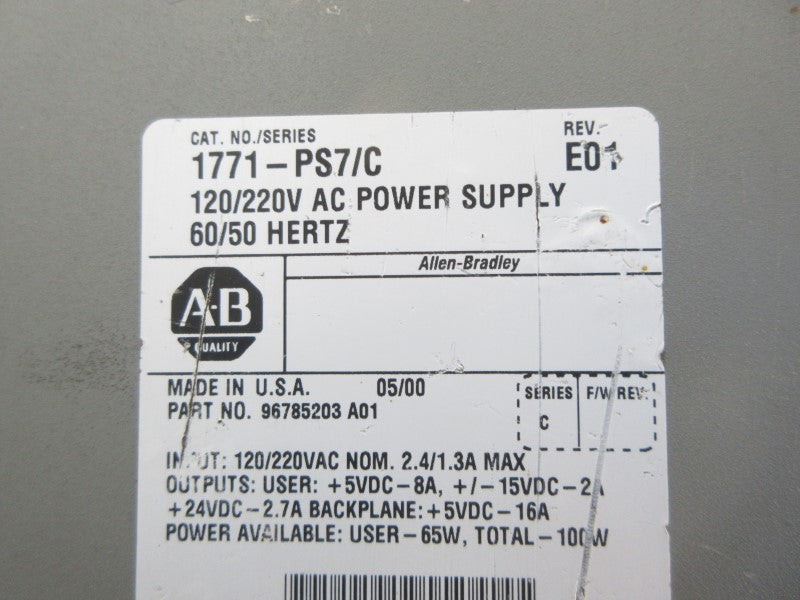 CAT. NO./SERIES
REV.
1771-PS7/C
E01
120/220V AC POWER SUPPLY
60/50 HERTZ
Allen-Bradley
A-B
QUALITY
MADE IN U.S.A. 05/00
PART NO. 96785203 A01
SERIES F/W REV.
C
INPUT: 120/220VAC NOM. 2.4/1.3A MAX
OUTPUTS: USER: +5VDC-8A, +/-15VDC-2A
+24VDC-2.7A BACKPLANE: +5VDC-16A
POWER AVAILABLE: USER-65W, TOTAL-100W